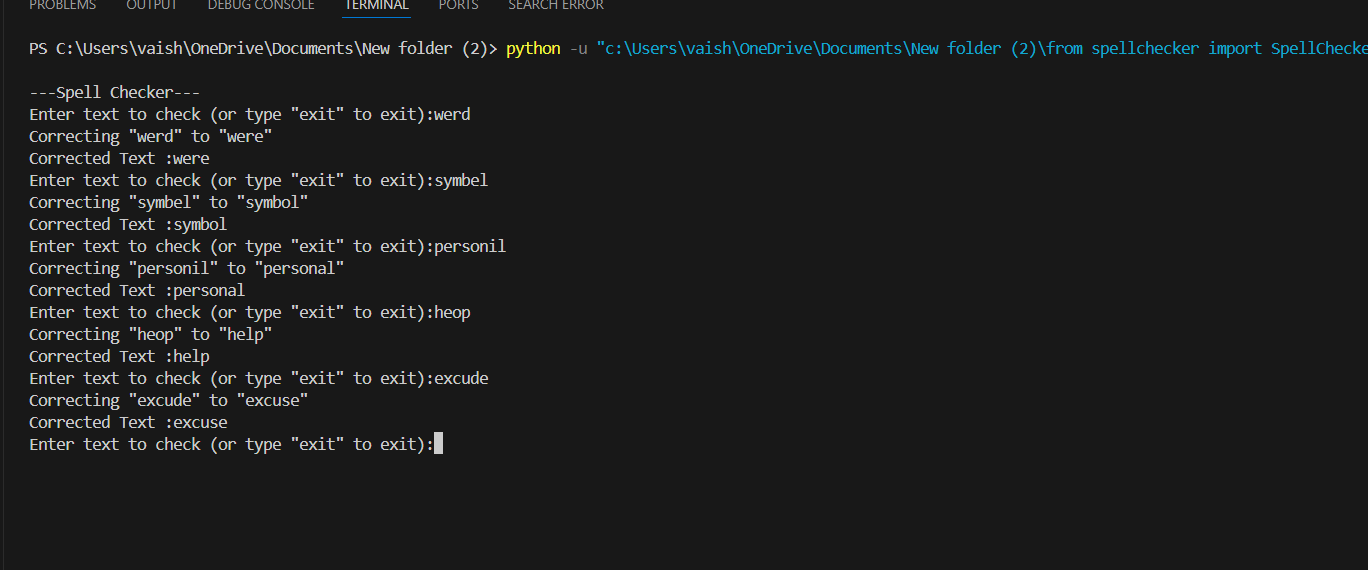 PROBLEMS OUTPUT DEBUG CONSOLE TERMINAL PORTS SEARCH ERROR
PS C:\Users\vaish\OneDrive\Documents\New folder (2)> python -u "c:\Users\vaish\OneDrive\Documents\New folder (2)\from spellchecker import SpellChecke
---Spell Checker---
Enter text to check (or type "exit" to exit):werd
Correcting "werd" to "were"
Corrected Text :were
Enter text to check (or type "exit" to exit):symbel
Correcting "symbel" to "symbol"
Corrected Text :symbol
Enter text to check (or type "exit" to exit):personil
Correcting "personil" to "personal"
Corrected Text :personal
Enter text to check (or type "exit" to exit):heop
Correcting "heop" to "help"
Corrected Text :help
Enter text to check (or type "exit" to exit):excude
Correcting "excude" to "excuse"
Corrected Text :excuse
Enter text to check (or type "exit" to exit):